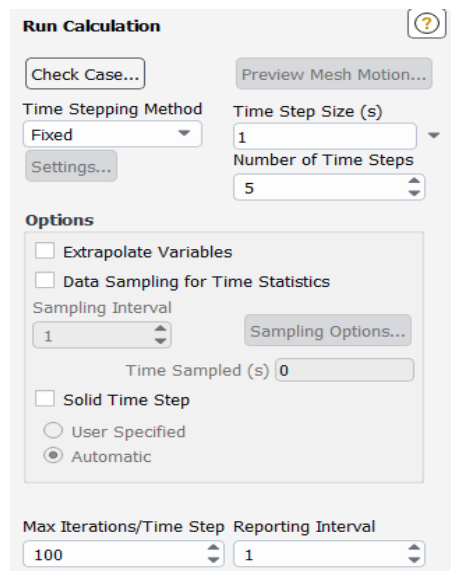 Run Calculation
?
Check Case... Preview Mesh Motion...
Time Stepping Method Time Step Size (s)
Fixed 1
Settings... Number of Time Steps
5
Options
Extrapolate Variables
Data Sampling for Time Statistics
Sampling Interval
1 Sampling Options...
Time Sampled (s) 0
Solid Time Step
User Specified
Automatic
Max Iterations/Time Step Reporting Interval
100 1